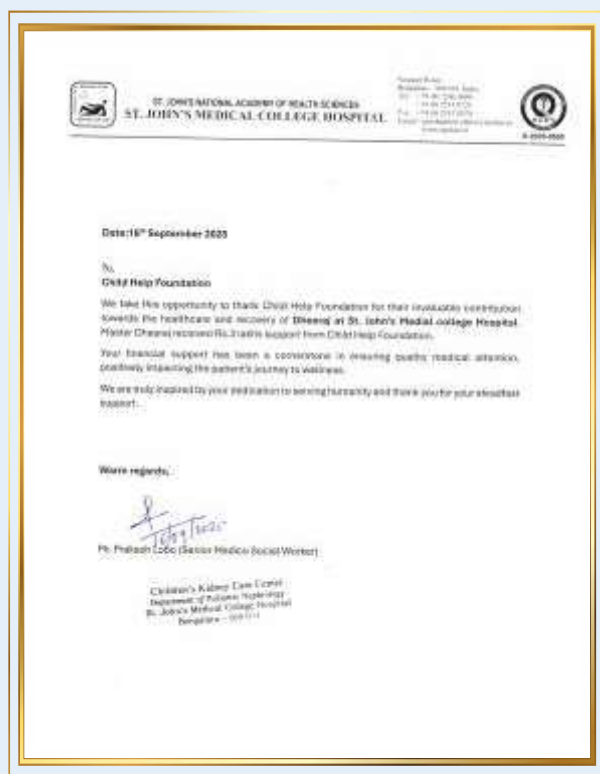 ST. JOHN'S NATIONAL ACADEMY OF HEALTH SCIENCES
ST. JOHN'S MEDICAL COLLEGE HOSPITAL
Date:16th September 2025
To,
Child Help Foundation
We take this opportunity to thank Child Help Foundation for their invaluable contribution
towards the healthcare and recovery of Dheeraj at St. John's Medial college Hospital.
Master Dheeraj received Rs.3 lakhs support from Child Help Foundation.
Your financial support has been a cornerstone in ensuring quality medical attention,
positively impacting the patient's journey to wellness.
We are truly inspired by your dedication to serving humanity and thank you for your steadfast
support.
Warm regards,
16/09/2025
Mr. Prakash Lobo (Senior Medico Social Worker)
Children's Kidney Care Center
Department of Pediatric Nephrology
St. John's Medical College Hospital
Bengaluru